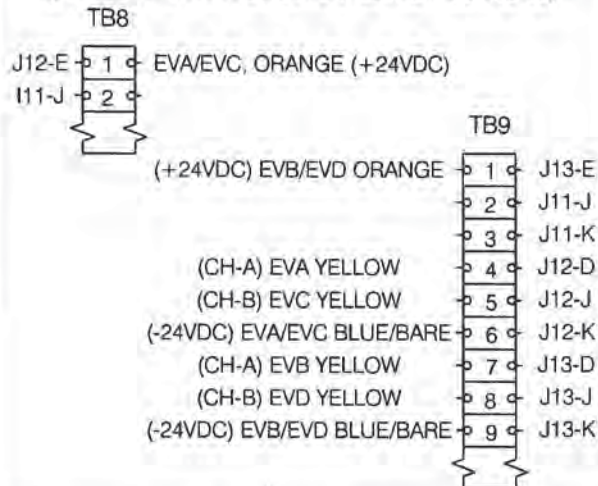 TB8
J12-E 1 EVA/EVC, ORANGE (+24VDC)
I11-J 2
TB9
(+24VDC) EVB/EVD ORANGE 1 J13-E
2 J11-J
3 J11-K
(CH-A) EVA YELLOW 4 J12-D
(CH-B) EVC YELLOW 5 J12-J
(-24VDC) EVA/EVC BLUE/BARE 6 J12-K
(CH-A) EVB YELLOW 7 J13-D
(CH-B) EVD YELLOW 8 J13-J
(-24VDC) EVB/EVD BLUE/BARE 9 J13-K